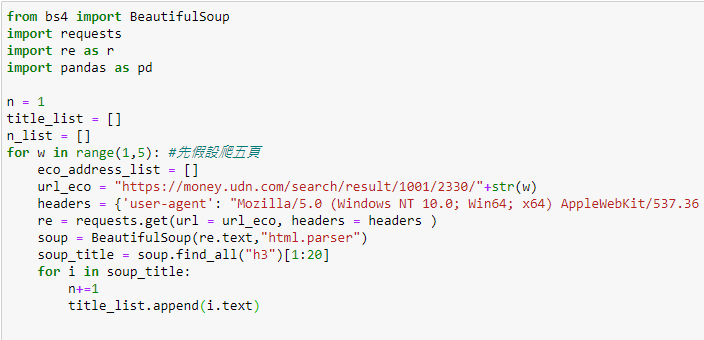 from bs4 import BeautifulSoup
import requests
import re as r
import pandas as pd
n = 1
title_list = []
n_list = []
for w in range(1,5): #先假設爬五頁
eco_address_list = []
url_eco = "https://money.udn.com/search/result/1001/2330/"+str(w)
headers = {'user-agent': "Mozilla/5.0 (Windows NT 10.0; Win64; x64) AppleWebKit/537.36
re = requests.get(url = url_eco, headers = headers )
soup = BeautifulSoup(re.text,"html.parser")
soup_title = soup.find_all("h3")[1:20]
for i in soup_title:
n+=1
title_list.append(i.text)